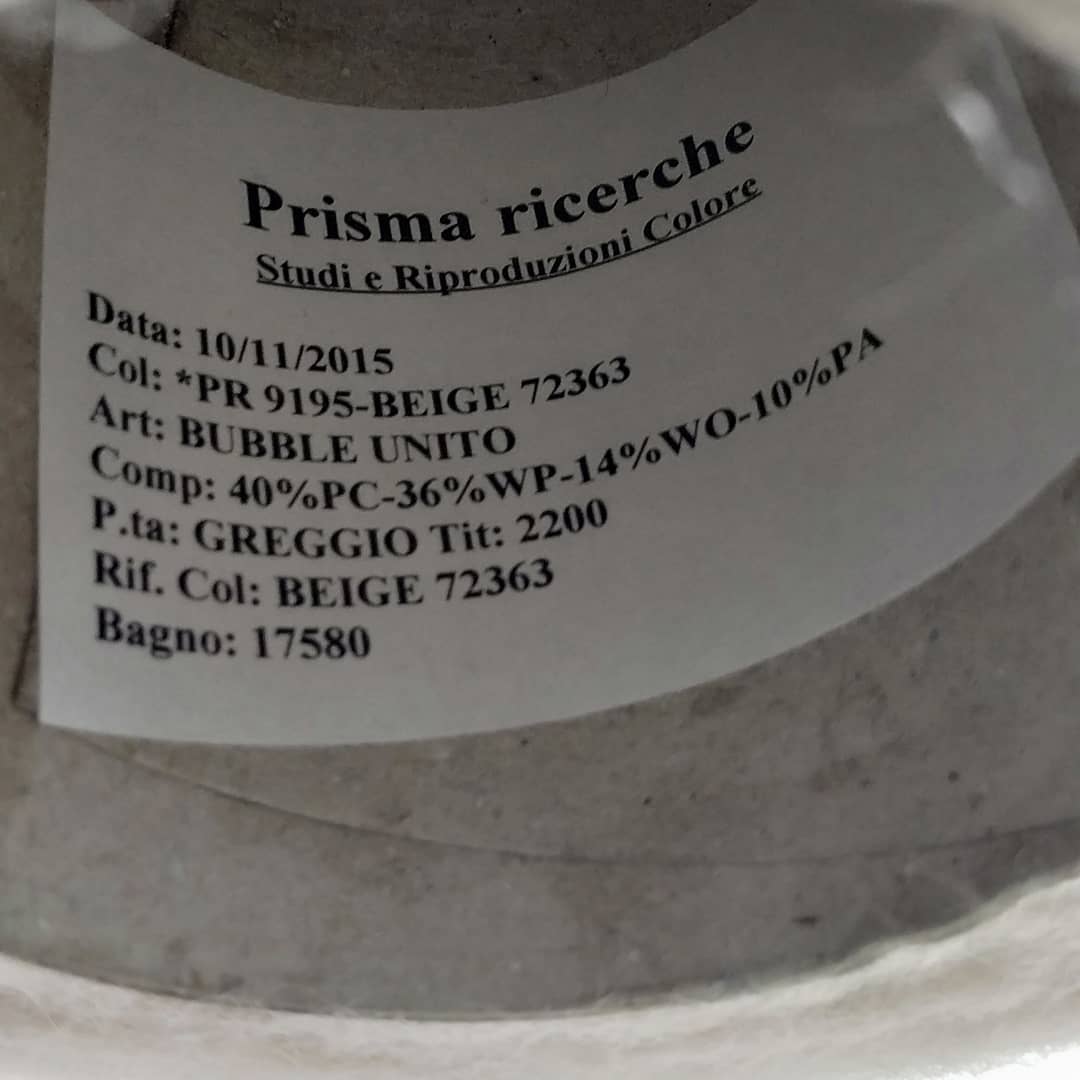 Prisma ricerche
Studi e Riproduzioni Colore
Data: 10/11/2015
Col: *PR 9195-BEIGE 72363
Art: BUBBLE UNITO
Comp: 40%PC-36%WP-14%WO-10%PA
P.ta: GREGGIO Tit: 2200
Rif. Col: BEIGE 72363
Bagno: 17580